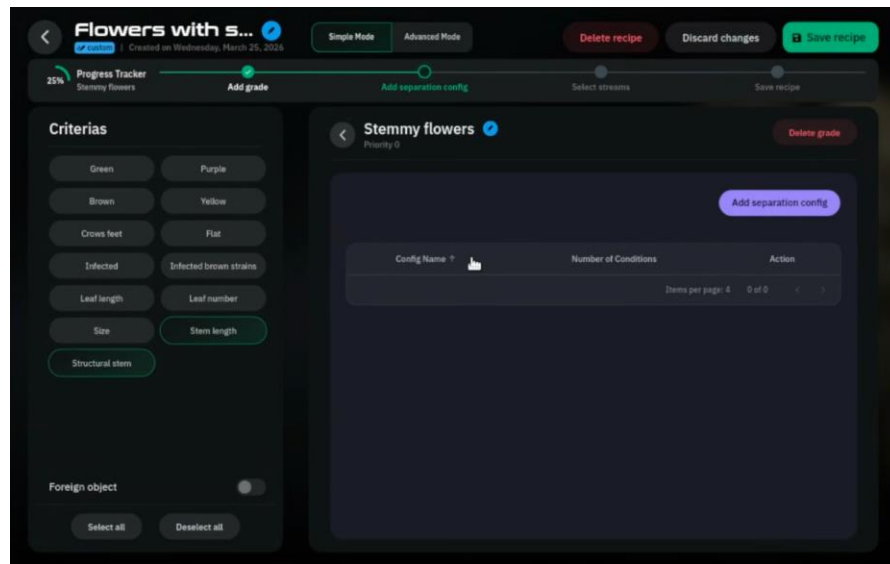 Flowers with s...
custom | Created on Wednesday, March 25, 2026
Simple Mode
Advanced Mode
Delete recipe
Discard changes
Save recipe
25%
Progress Tracker
Stemmy flowers
Add grade
Add separation config
Select streams
Save recipe
Criterias
Green
Purple
Brown
Yellow
Crows feet
Flat
Infected
Infected brown strains
Leaf length
Leaf number
Size
Stem length
Structural stem
Foreign object
Select all
Deselect all
Stemmy flowers
Priority 0
Delete grade
Add separation config
Config Name ↑
Number of Conditions
Action
Items per page: 4
0 of 0